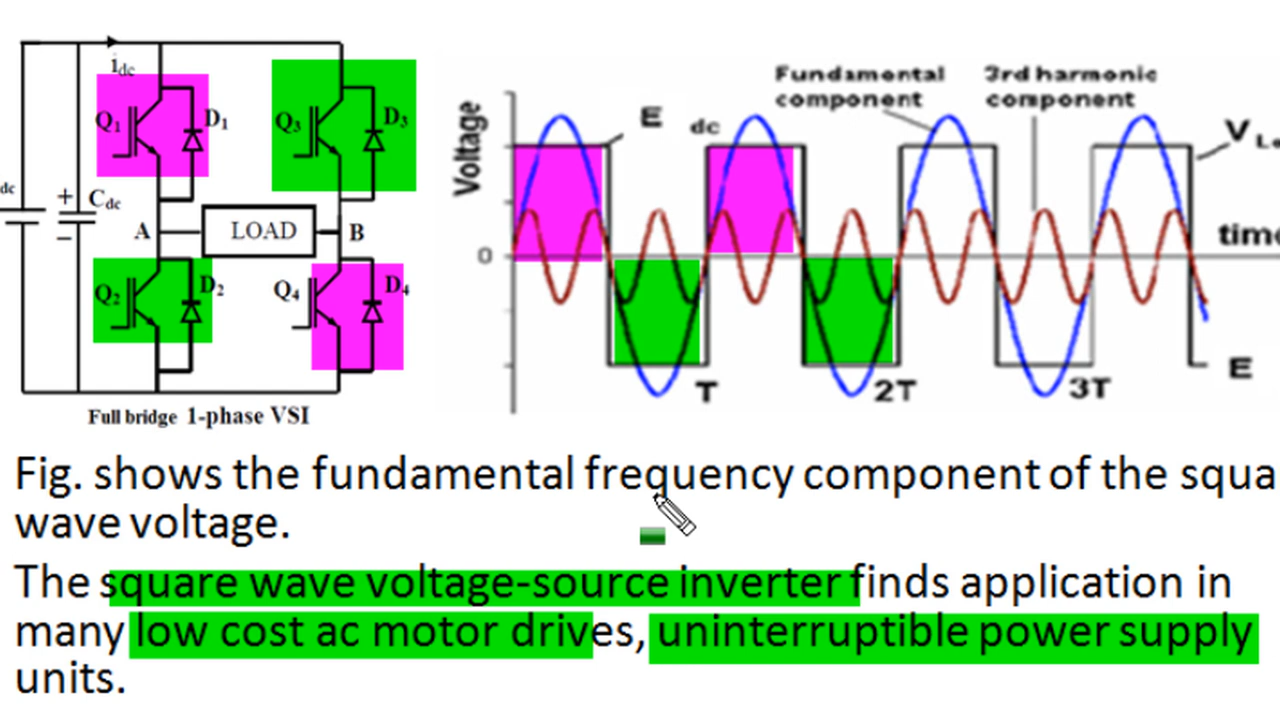 i dc
Q1
D1
Q3
D3
dc
+
Cdc
−
A
LOAD
B
Q2
D2
Q4
D4
Full bridge 1-phase VSI
Fundamental
component
3rd harmonic
component
Voltage
E dc
V
0
time
T
2T
3T
E
Fig. shows the fundamental frequency component of the squa
wave voltage.
The square wave voltage-source inverter finds application in
many low cost ac motor drives, uninterruptible power supply
units.